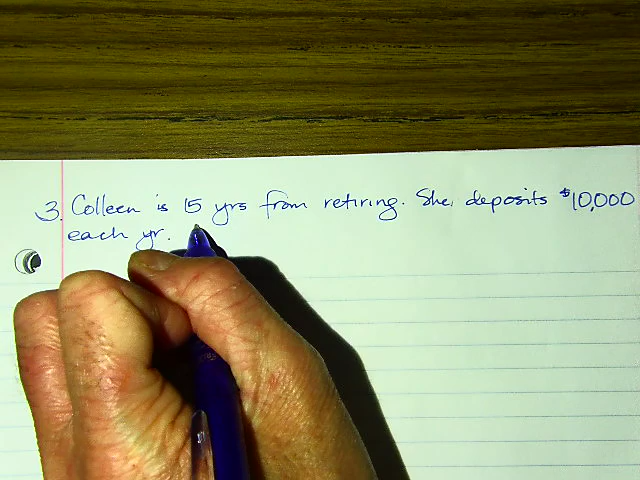 3. Colleen is 15 yrs from retiring. She deposits $10,000
each yr.